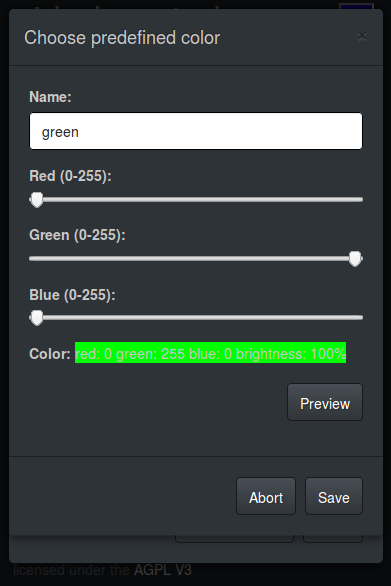 Choose predefined color ×
Name:
green
Red (0-255):
Green (0-255):
Blue (0-255):
Color: red: 0 green: 255 blue: 0 brightness: 100%
Preview
Abort Save
licensed under the AGPL V3